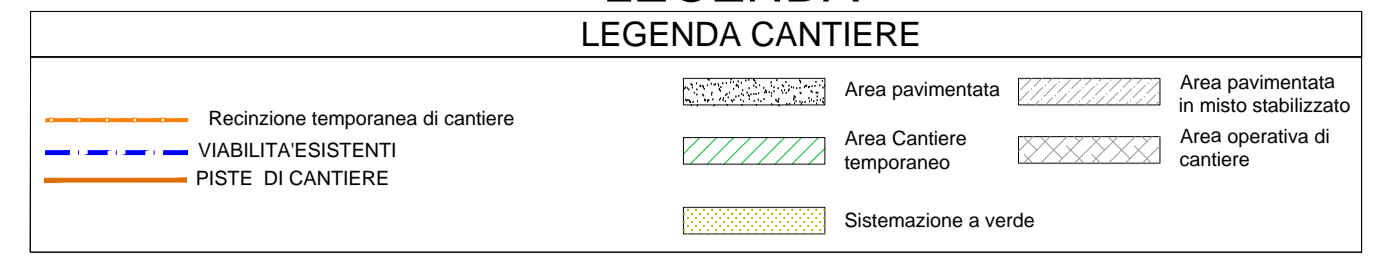 LEGENDA CANTIERE
Recinzione temporanea di cantiere
VIABILITA'ESISTENTI
PISTE DI CANTIERE
Area pavimentata
Area Cantiere
temporaneo
Sistemazione a verde
Area pavimentata
in misto stabilizzato
Area operativa di
cantiere